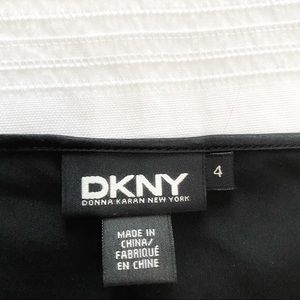 DKNY
DONNA KARAN NEW YORK
4
MADE IN
CHINA/
FABRIQUÉ
EN CHINE